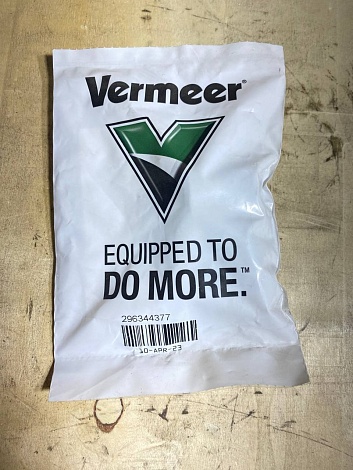 Vermeer®
EQUIPPED TO
DO MORE.™
296344377
10-APR-23